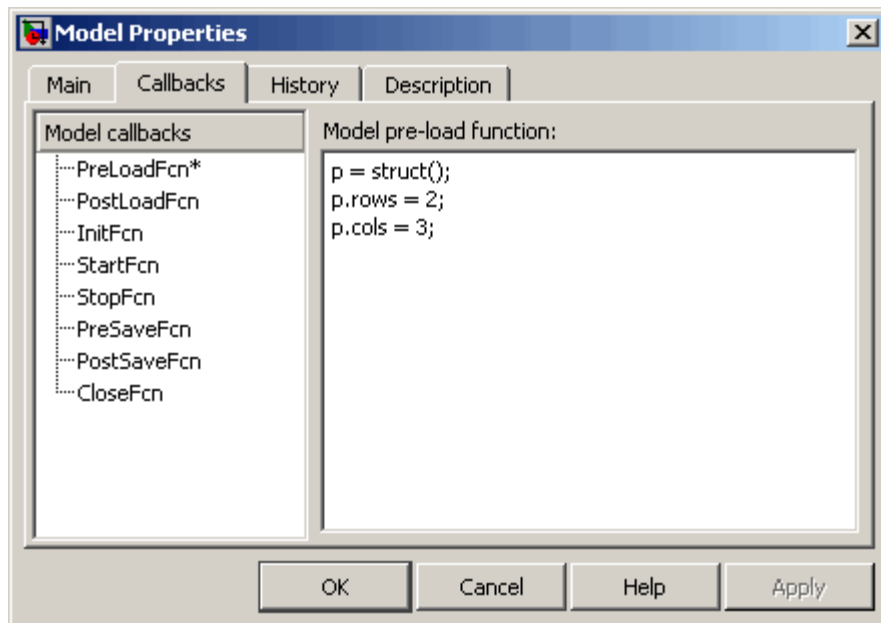 Model Properties
Main Callbacks History Description
Model callbacks
PreLoadFcn*
PostLoadFcn
InitFcn
StartFcn
StopFcn
PreSaveFcn
PostSaveFcn
CloseFcn
Model pre-load function:
p = struct();
p.rows = 2;
p.cols = 3;
OK Cancel Help Apply